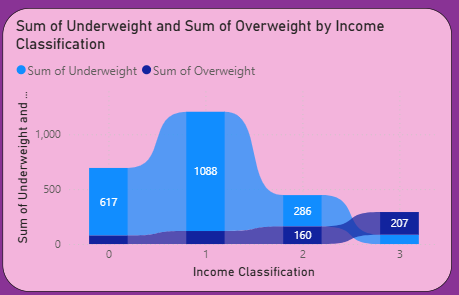 Sum of Underweight and Sum of Overweight by Income
Classification
Sum of Underweight Sum of Overweight
Sum of Underweight and ...
1,000
500
0
617
1088
286
160
207
0 1 2 3
Income Classification